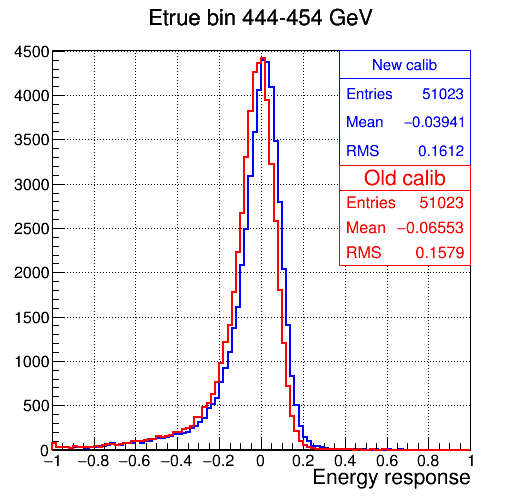 Etrue bin 444-454 GeV
New calib
Entries 51023
Mean −0.03941
RMS 0.1612
Old calib
Entries 51023
Mean −0.06553
RMS 0.1579
4500
4000
3500
3000
2500
2000
1500
1000
500
0
−1 −0.8 −0.6 −0.4 −0.2 0 0.2 0.4 0.6 0.8 1
Energy response